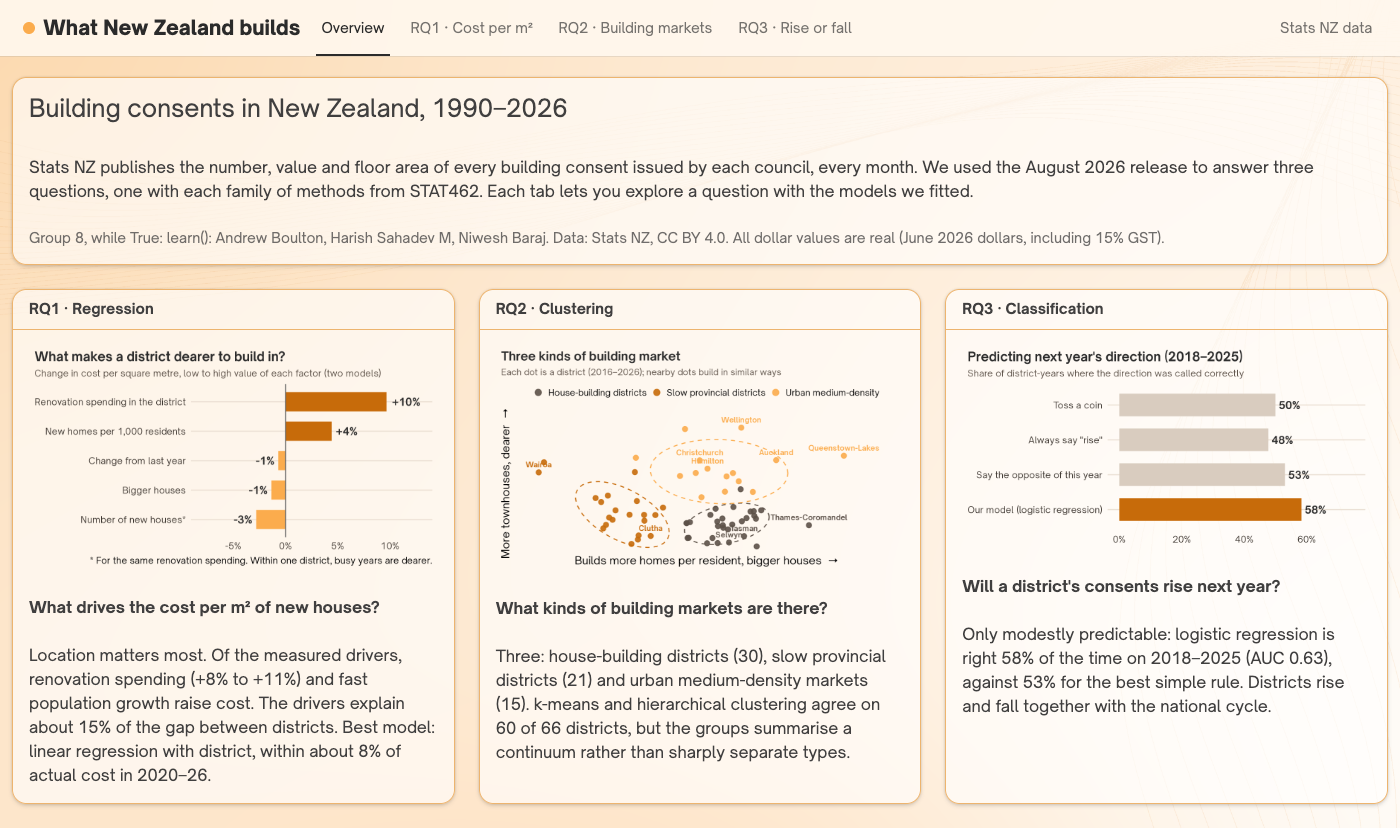 What New Zealand builds
Overview
RQ1 · Cost per m²
RQ2 · Building markets
RQ3 · Rise or fall
Stats NZ data
Building consents in New Zealand, 1990–2026
Stats NZ publishes the number, value and floor area of every building consent issued by each council, every month. We used the August 2026 release to answer three
questions, one with each family of methods from STAT462. Each tab lets you explore a question with the models we fitted.
Group 8, while True: learn(): Andrew Boulton, Harish Sahadev M, Niwesh Baraj. Data: Stats NZ, CC BY 4.0. All dollar values are real (June 2026 dollars, including 15% GST).
RQ1 · Regression
What makes a district dearer to build in?
Change in cost per square metre, low to high value of each factor (two models)
Renovation spending in the district
+10%
New homes per 1,000 residents
+4%
Change from last year
-1%
Bigger houses
-1%
Number of new houses*
-3%
-5%
0%
5%
10%
* For the same renovation spending. Within one district, busy years are dearer.
What drives the cost per m² of new houses?
Location matters most. Of the measured drivers,
renovation spending (+8% to +11%) and fast
population growth raise cost. The drivers explain
about 15% of the gap between districts. Best model:
linear regression with district, within about 8% of
actual cost in 2020–26.
RQ2 · Clustering
Three kinds of building market
Each dot is a district (2016–2026); nearby dots build in similar ways
House-building districts
Slow provincial districts
Urban medium-density
More townhouses, dearer →
Wellington
Queenstown-Lakes
Christchurch
Auckland
Hamilton
Wairoa
Thames-Coromandel
Clutha
Tasman
Selwyn
Builds more homes per resident, bigger houses →
What kinds of building markets are there?
Three: house-building districts (30), slow provincial
districts (21) and urban medium-density markets
(15). k-means and hierarchical clustering agree on
60 of 66 districts, but the groups summarise a
continuum rather than sharply separate types.
RQ3 · Classification
Predicting next year's direction (2018–2025)
Share of district-years where the direction was called correctly
Toss a coin
50%
Always say "rise"
48%
Say the opposite of this year
53%
Our model (logistic regression)
58%
0%
20%
40%
60%
Will a district's consents rise next year?
Only modestly predictable: logistic regression is
right 58% of the time on 2018–2025 (AUC 0.63),
against 53% for the best simple rule. Districts rise
and fall together with the national cycle.